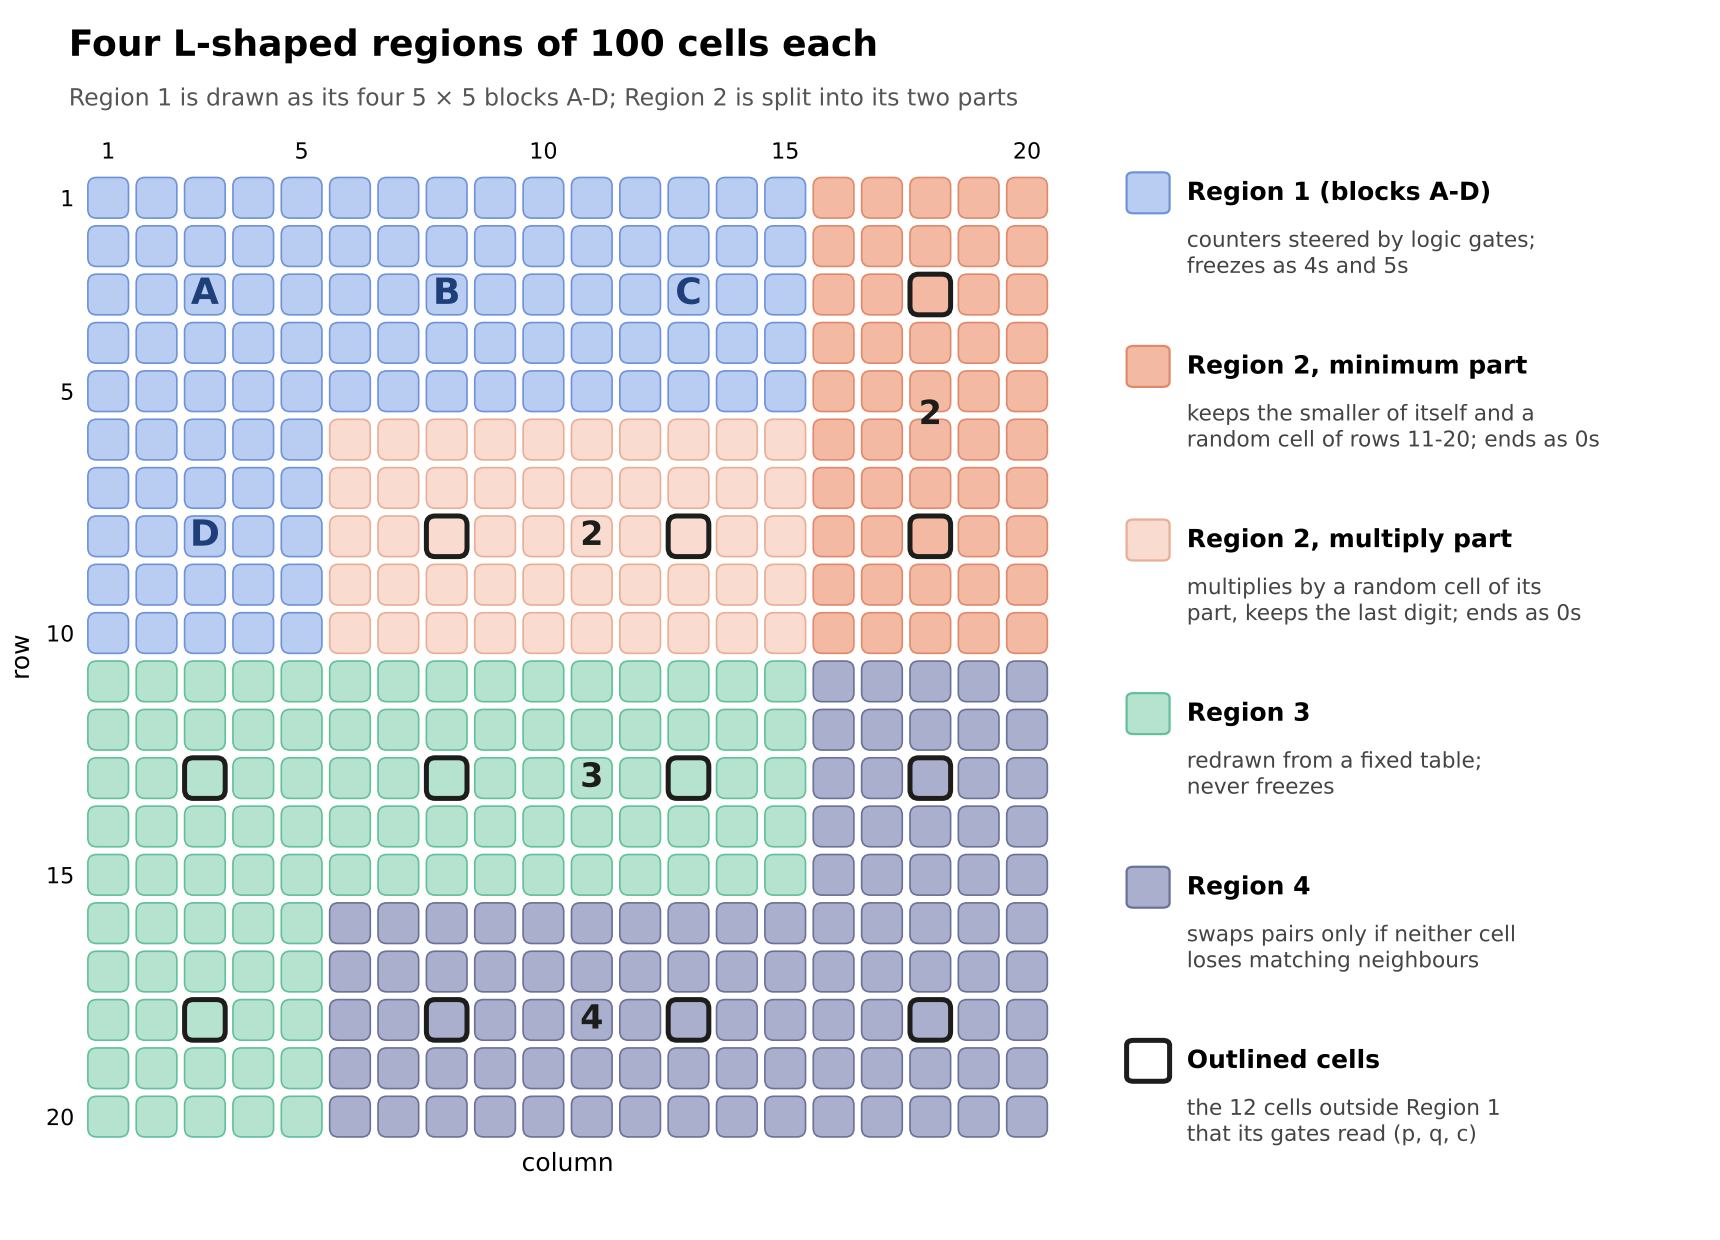 Four L-shaped regions of 100 cells each
Region 1 is drawn as its four 5 × 5 blocks A-D; Region 2 is split into its two parts
1 5 10 15 20
1
A B C
5
2
2
D
10
row
3
15
4
20
column
Region 1 (blocks A-D)
counters steered by logic gates;
freezes as 4s and 5s
Region 2, minimum part
keeps the smaller of itself and a
random cell of rows 11-20; ends as 0s
Region 2, multiply part
multiplies by a random cell of its
part, keeps the last digit; ends as 0s
Region 3
redrawn from a fixed table;
never freezes
Region 4
swaps pairs only if neither cell
loses matching neighbours
Outlined cells
the 12 cells outside Region 1
that its gates read (p, q, c)